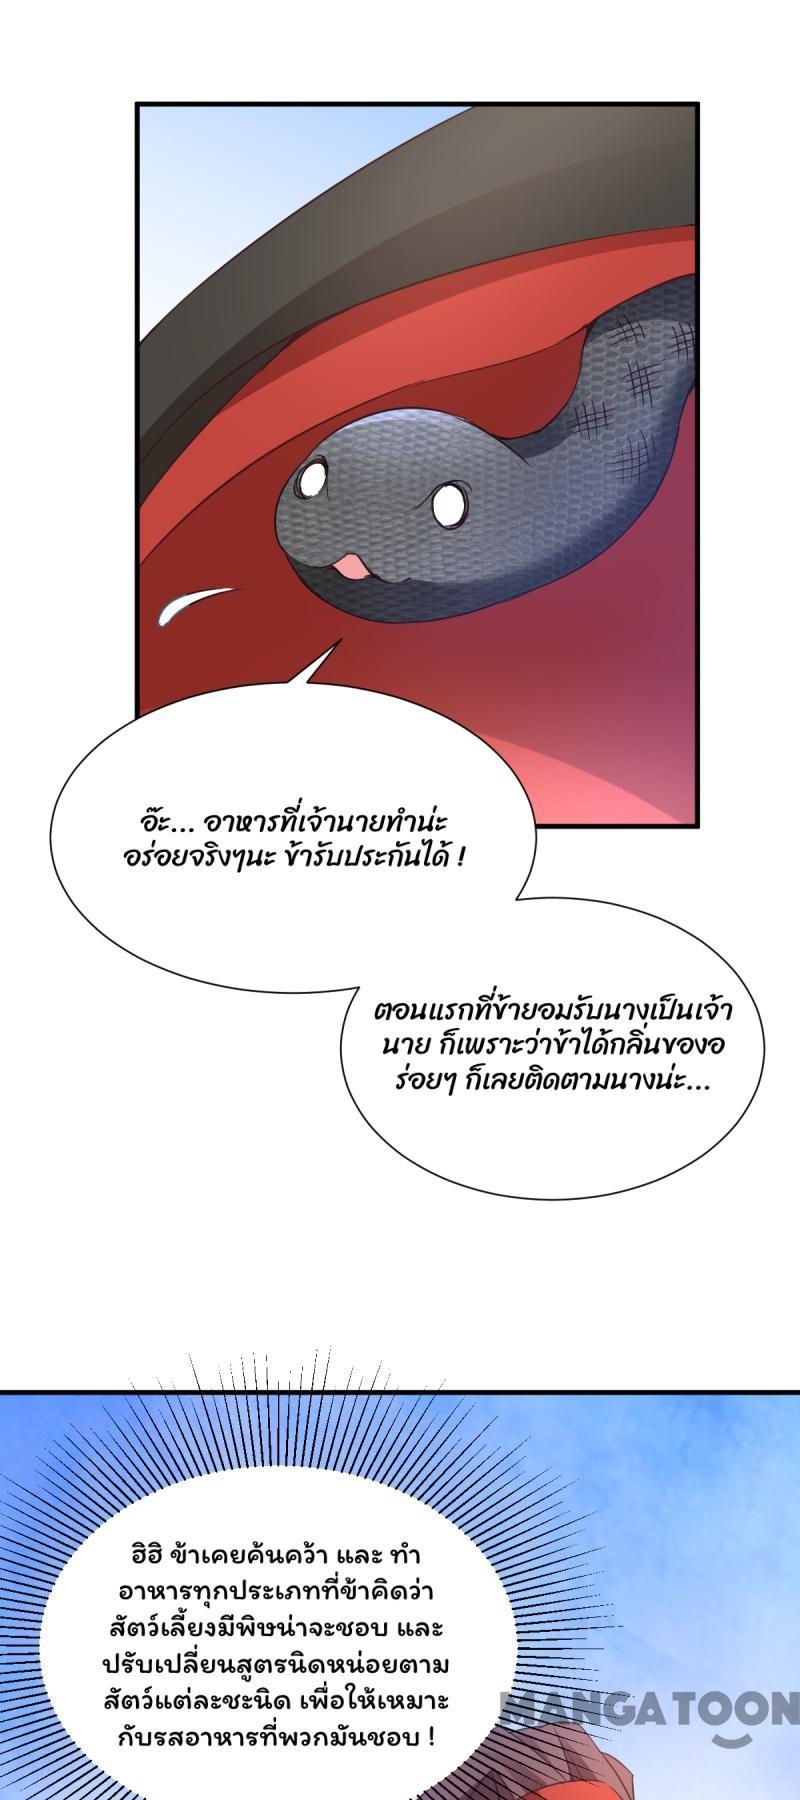 อ๊ะ... อาหารที่เจ้านายทำน่ะ
อร่อยจริงๆนะ ข้ารับประกันได้ !
ตอนแรกที่ข้ายอมรับนางเป็นเจ้า
นาย ก็เพราะว่าข้าได้กลิ่นของอ
ร่อยๆ ก็เลยติดตามนางน่ะ...
ฮิฮิ ข้าเคยค้นคว้า และ ทำ
อาหารทุกประเภทที่ข้าคิดว่า
สัตว์เลี้ยงมีพิษน่าจะชอบ และ
ปรับเปลี่ยนสูตรนิดหน่อยตาม
สัตว์แต่ละชะนิด เพื่อให้เหมาะ
กับรสอาหารที่พวกมันชอบ !
MANGATOON